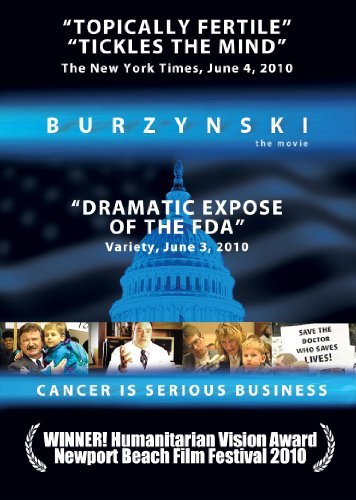 “TOPICALLY FERTILE”
“TICKLES THE MIND”
The New York Times, June 4, 2010
BURZYNSKI
the movie
“DRAMATIC EXPOSE
OF THE FDA”
Variety, June 3, 2010
SAVE THE
DOCTOR
WHO SAVES
LIVES!
CANCER IS SERIOUS BUSINESS
WINNER! Humanitarian Vision Award
Newport Beach Film Festival 2010